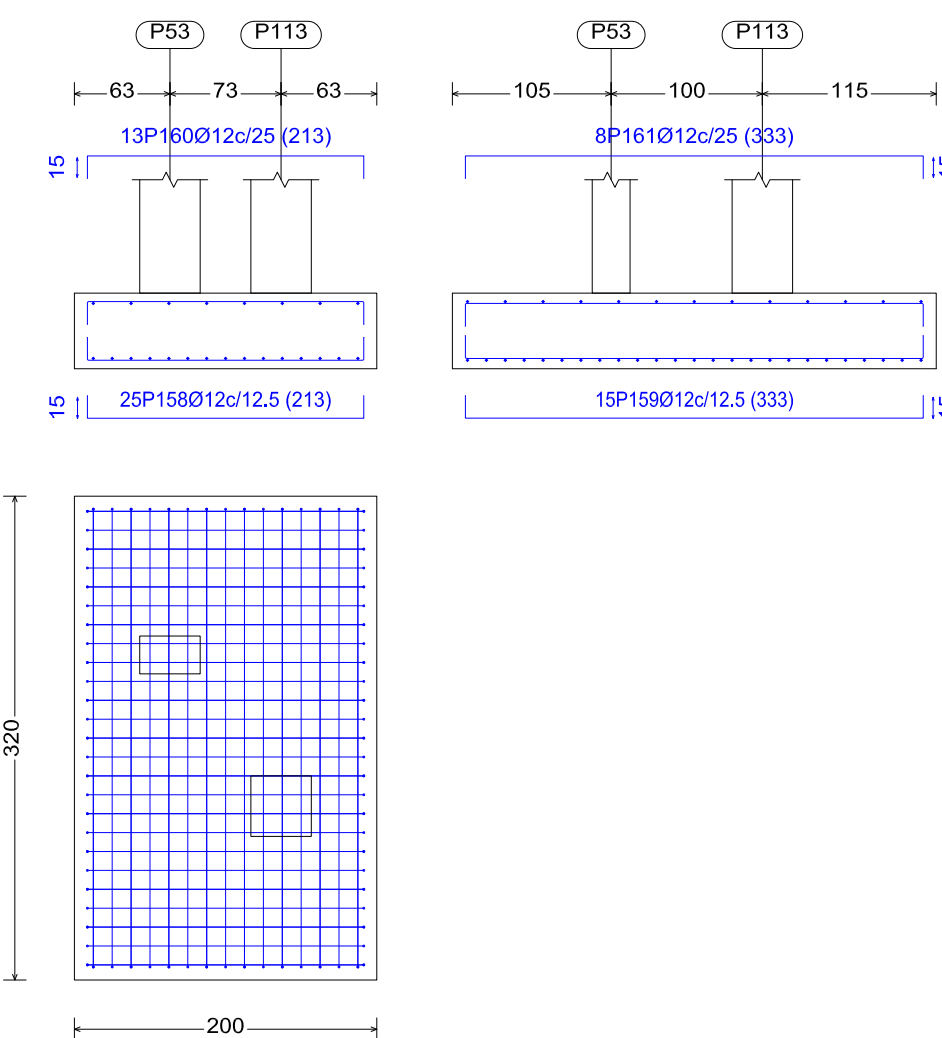 P53 P113 P53 P113
63 73 63 105 100 115
13P160Ø12c/25 (213) 8P161Ø12c/25 (333)
15 15
25P158Ø12c/12.5 (213) 15P159Ø12c/12.5 (333)
15 15
320
200